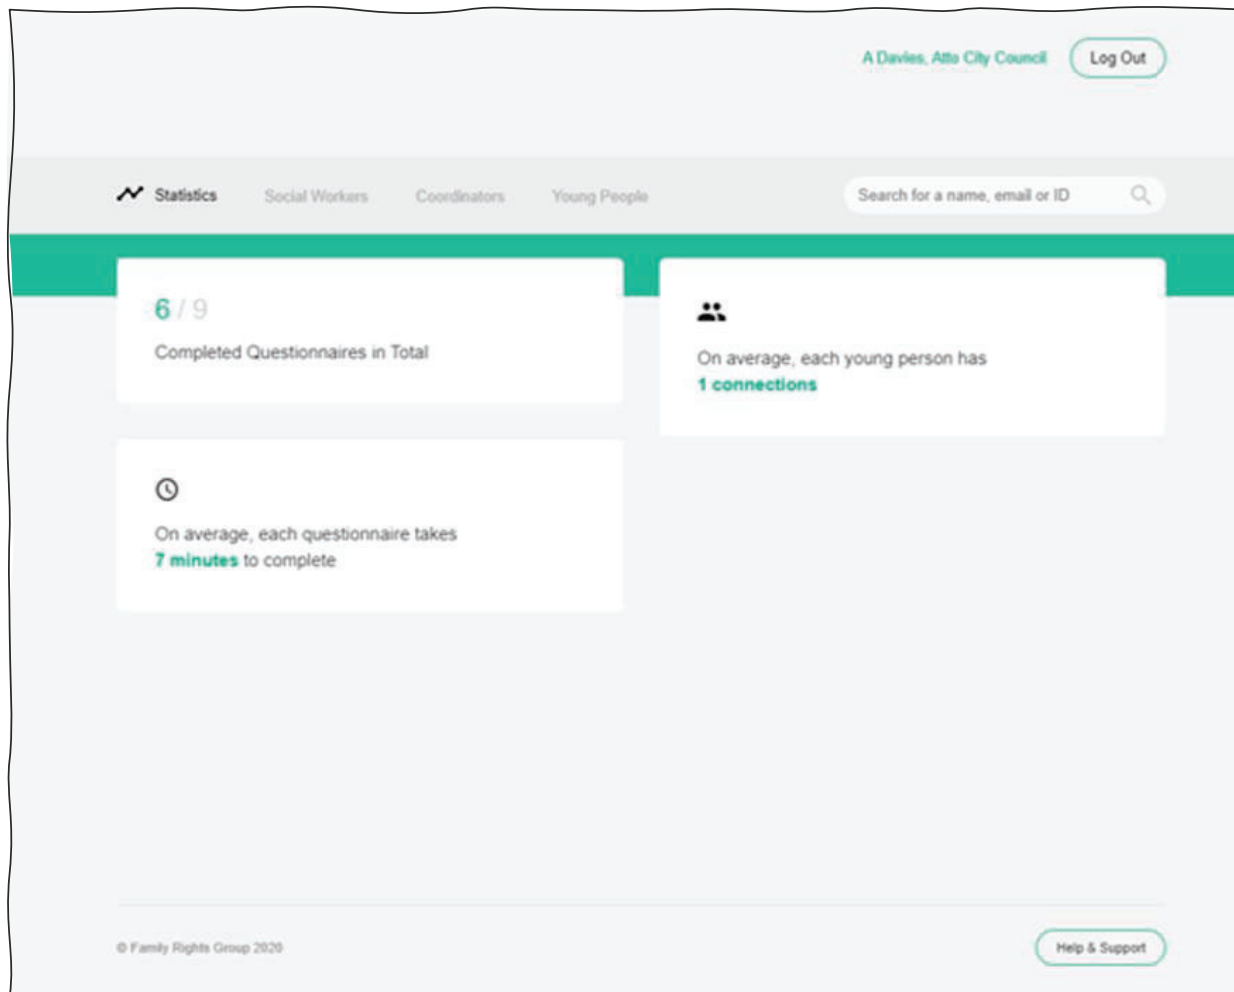 A Davies, Atto City Council
Log Out
Statistics
Social Workers
Coordinators
Young People
Search for a name, email or ID
6 / 9
Completed Questionnaires in Total
On average, each young person has
1 connections
On average, each questionnaire takes
7 minutes to complete
© Family Rights Group 2020
Help & Support